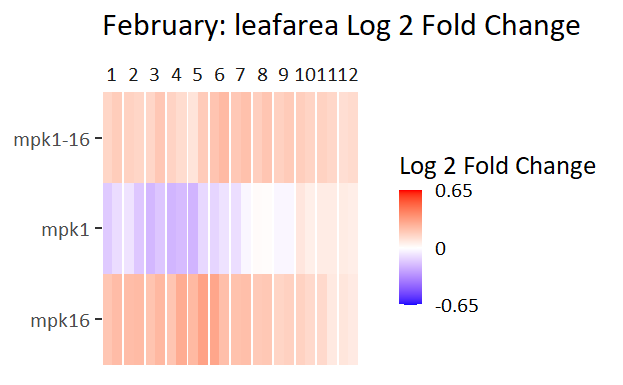 February: leafarea Log 2 Fold Change
1 2 3 4 5 6 7 8 9 10 11 12
mpk1-16
mpk1
mpk16
Log 2 Fold Change
0.65
0
-0.65